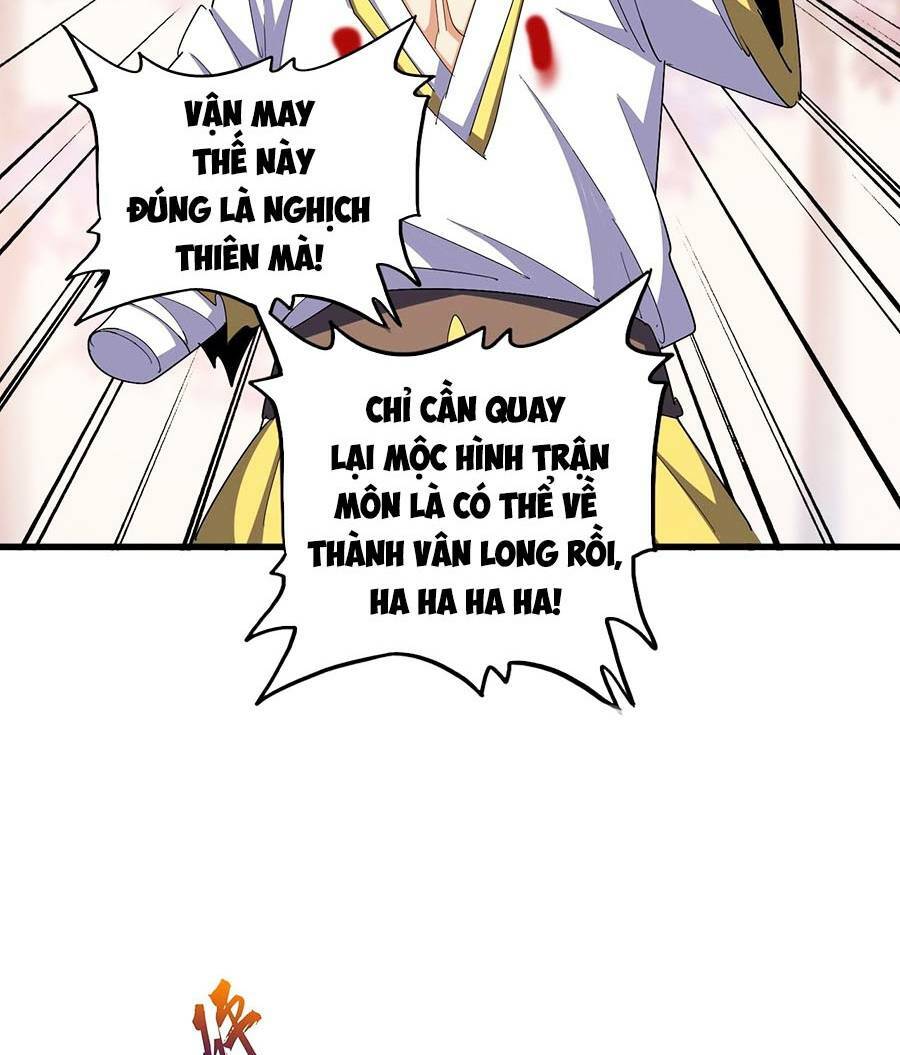 VẬN MAY
THẾ NÀY
ĐÚNG LÀ NGHỊCH
THIÊN MÀ!
CHỈ CẦN QUAY
LẠI MỘC HÌNH TRẬN
MÔN LÀ CÓ THỂ VỀ
THÀNH VÂN LONG RỒI,
HA HA HA HA!